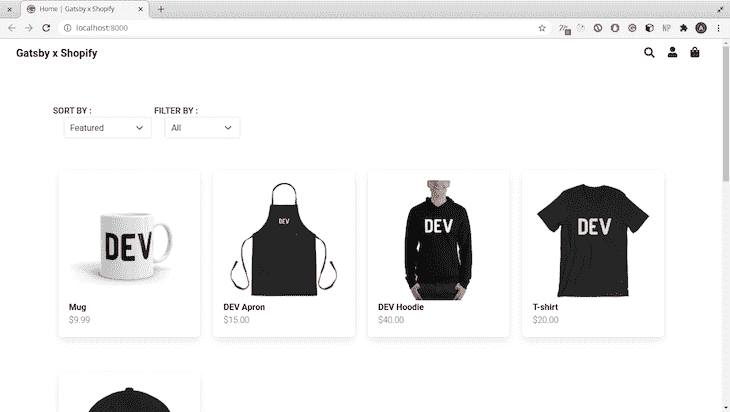 Home | Gatsby x Shopify
localhost:8000
Gatsby x Shopify
SORT BY : FILTER BY :
Featured All
DEV DEV DEV DEV
Mug DEV Apron DEV Hoodie T-shirt
$9.99 $15.00 $40.00 $20.00